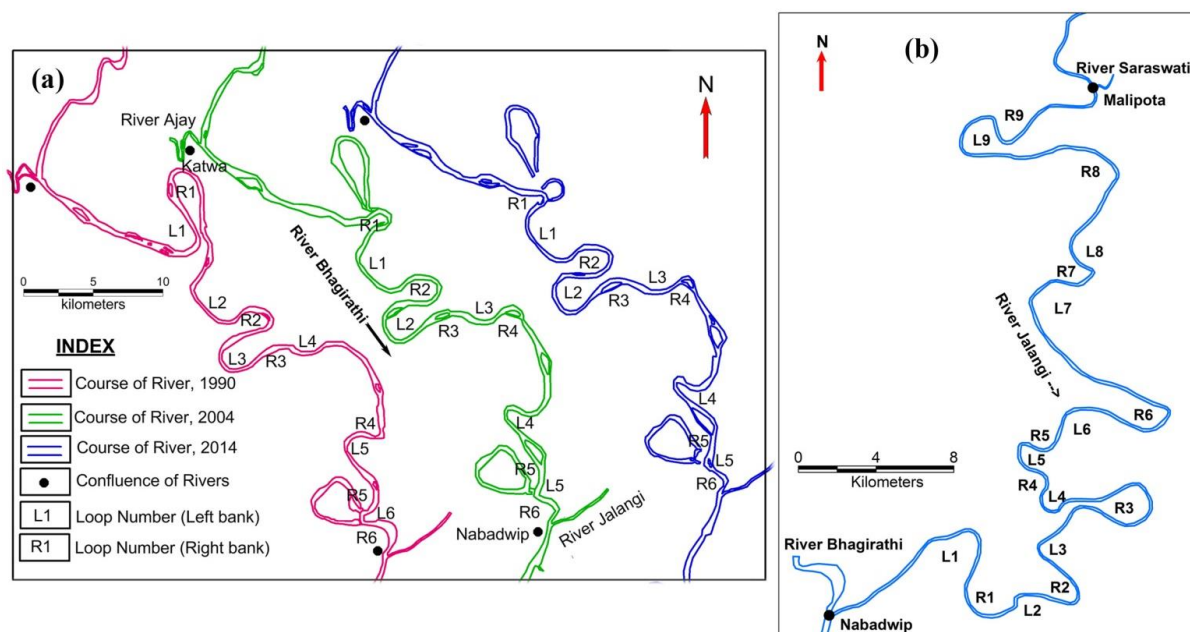 (a)
N
River Ajay
Katwa
R1
L1
L2
R2
L3
R3
L4
R4
L5
R5
L6
R6
R1
L1
R2
L2
R3
L3
R4
L4
R5
L5
R6
R1
L1
R2
L2
R3
L3
R4
L4
R5
L5
R6
River Bhagirathi
Nabadwip
River Jalangi
0 5 10
kilometers
INDEX
Course of River, 1990
Course of River, 2004
Course of River, 2014
Confluence of Rivers
L1 Loop Number (Left bank)
R1 Loop Number (Right bank)
(b)
N
River Saraswati
Malipota
R9
L9
R8
L8
R7
L7
River Jalangi -->
R6
L6
R5
L5
R4
L4
R3
L3
R2
L2
R1
L1
0 4 8
Kilometers
River Bhagirathi
Nabadwip